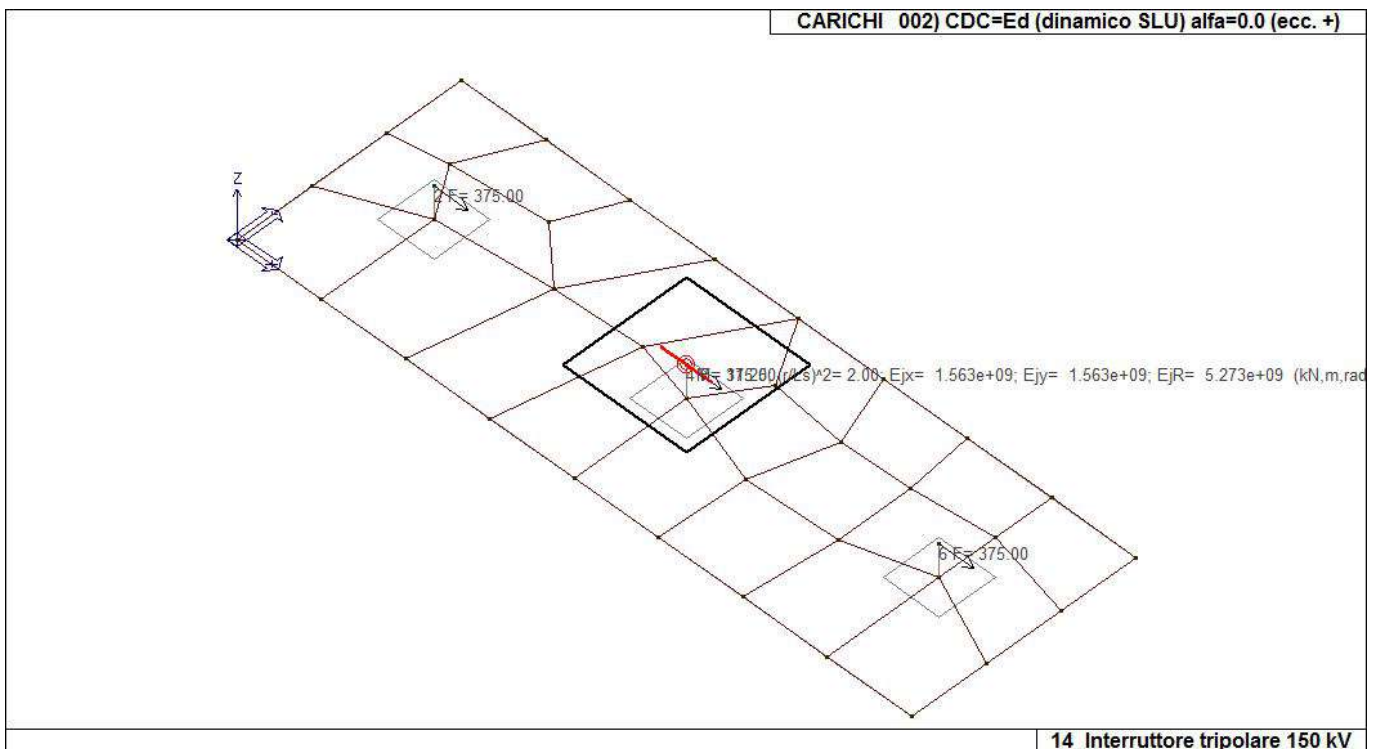 CARICHI 002) CDC=Ed (dinamico SLU) alfa=0.0 (ecc. +)
Z
2 F= 375.00
(r/Ls)^2= 2.00, Ejx= 1.563e+09; Ejy= 1.563e+09; EjR= 5.273e+09 (kN,m,rad
6 F= 375.00
14 Interruttore tripolare 150 kV